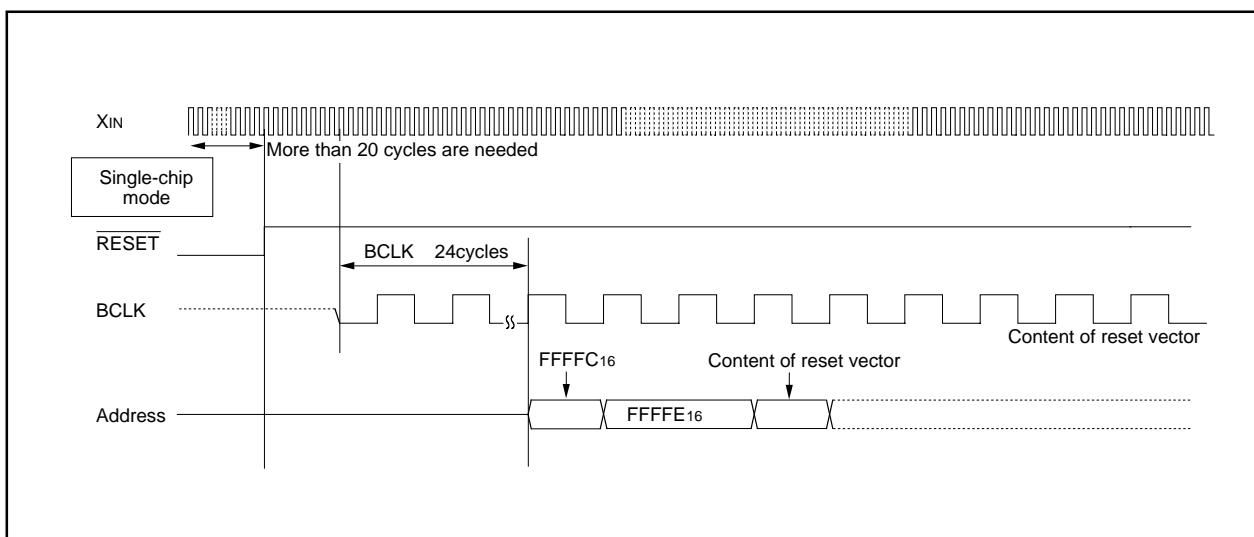 XIN
More than 20 cycles are needed
Single-chip
mode
RESET
BCLK 24cycles
BCLK
Content of reset vector
FFFFC16
Content of reset vector
Address
FFFFE16